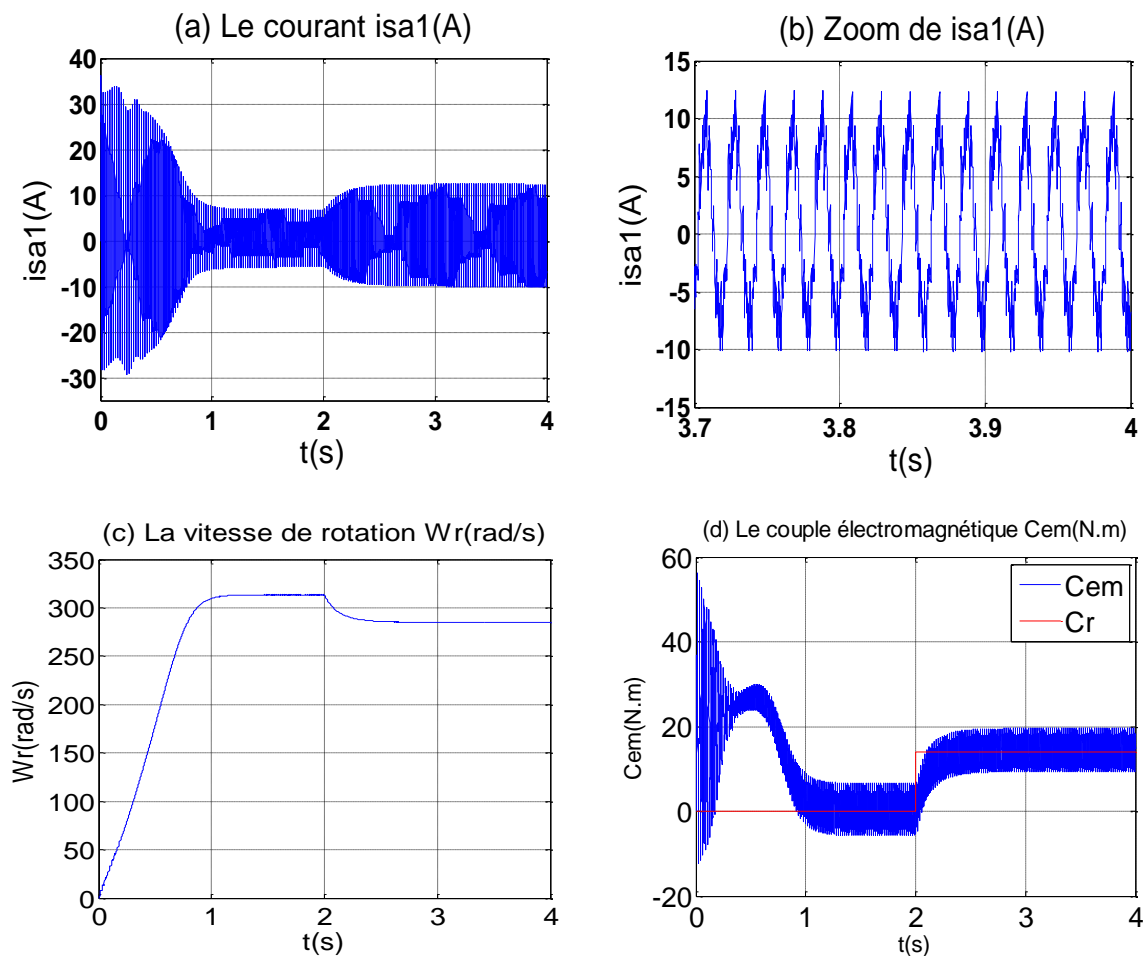 (a) Le courant isa1(A)
40
30
20
10
0
-10
-20
-30
isa1(A)
0 1 2 3 4
t(s)
(b) Zoom de isa1(A)
15
10
5
0
-5
-10
-15
isa1(A)
3.7 3.8 3.9 4
t(s)
(c) La vitesse de rotation Wr(rad/s)
350
300
250
200
150
100
50
0
Wr(rad/s)
0 1 2 3 4
t(s)
(d) Le couple électromagnétique Cem(N.m)
60
40
20
0
-20
Cem(N.m)
Cem
Cr
0 1 2 3 4
t(s)